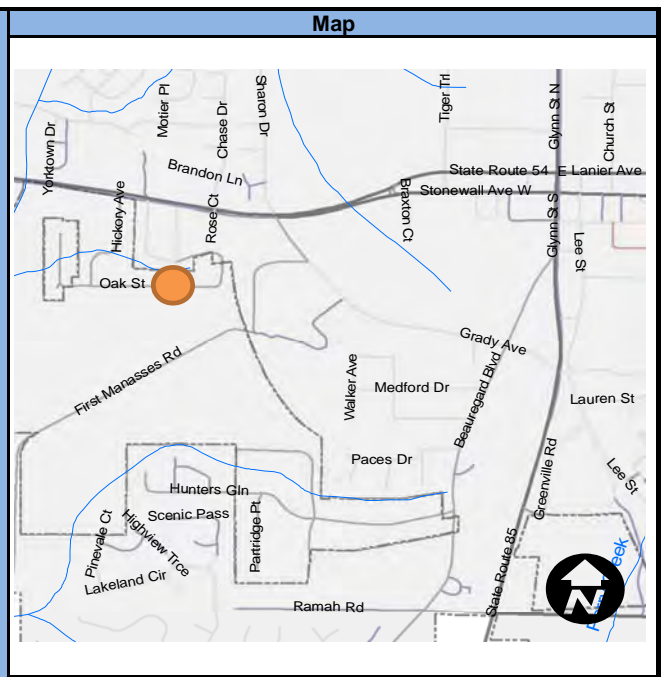 Map
Yorktown Dr
Motier Pl
Chase Dr
Sharon Dr
Tiger Trl
Glynn St N
Church St
Brandon Ln
State Route 54
E Lanier Ave
Stonewall Ave W
Hickory Ave
Rose Ct
Braxton Ct
Glynn St S
Lee St
Oak St
First Manasses Rd
Grady Ave
Walker Ave
Medford Dr
Beauregard Blvd
Lauren St
Paces Dr
Greenville Rd
Lee St
Hunters Gln
Scenic Pass
Pinevale Ct
Highview Trce
Partridge Pt
Lakeland Cir
State Route 85
Ramah Rd
N